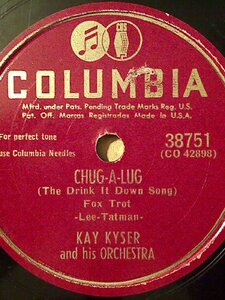 CBS
COLUMBIA
Mfrd. under Pats. Pending Trade Marks Reg. U.S.
Pat. Off. Marcas Registradas Made in U.S.A.
For perfect tone
use Columbia Needles
38751
(CO 42898)
CHUG-A-LUG
(The Drink It Down Song)
Fox Trot
-Lee-Tatman-
KAY KYSER
and his ORCHESTRA